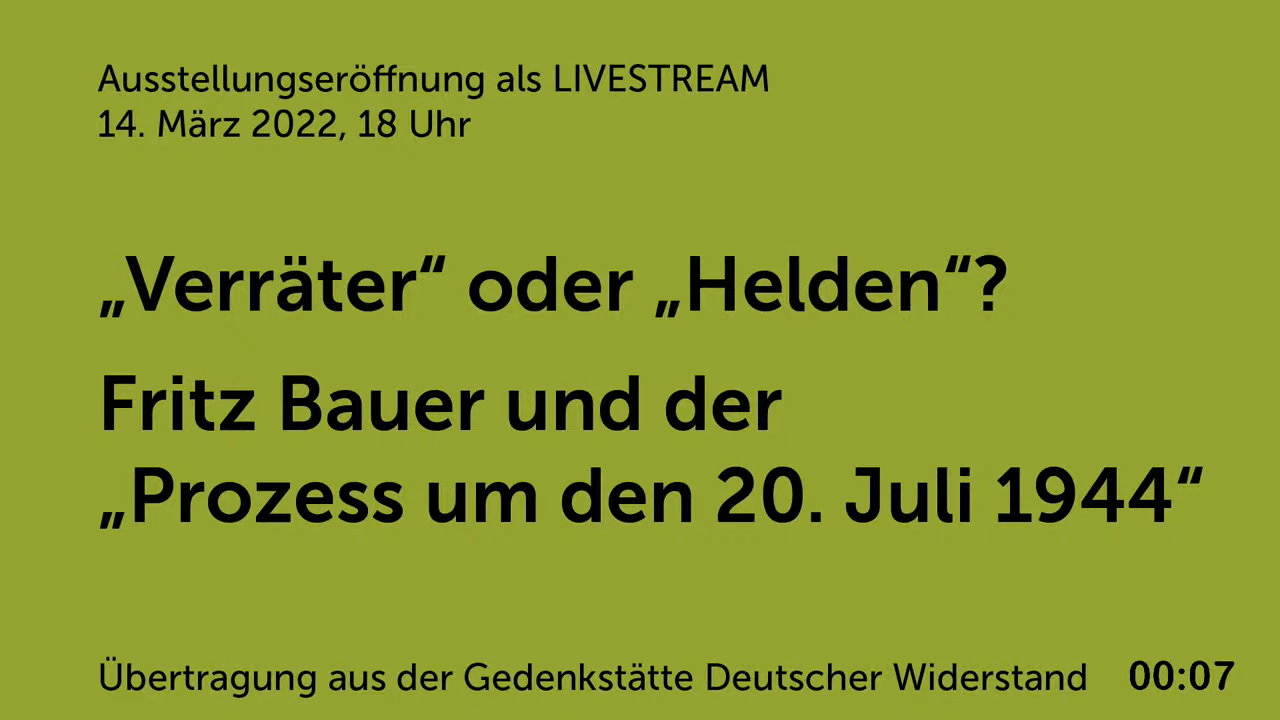 Ausstellungseröffnung als LIVESTREAM
14. März 2022, 18 Uhr
„Verräter“ oder „Helden“?
Fritz Bauer und der
„Prozess um den 20. Juli 1944“
Übertragung aus der Gedenkstätte Deutscher Widerstand 00:07